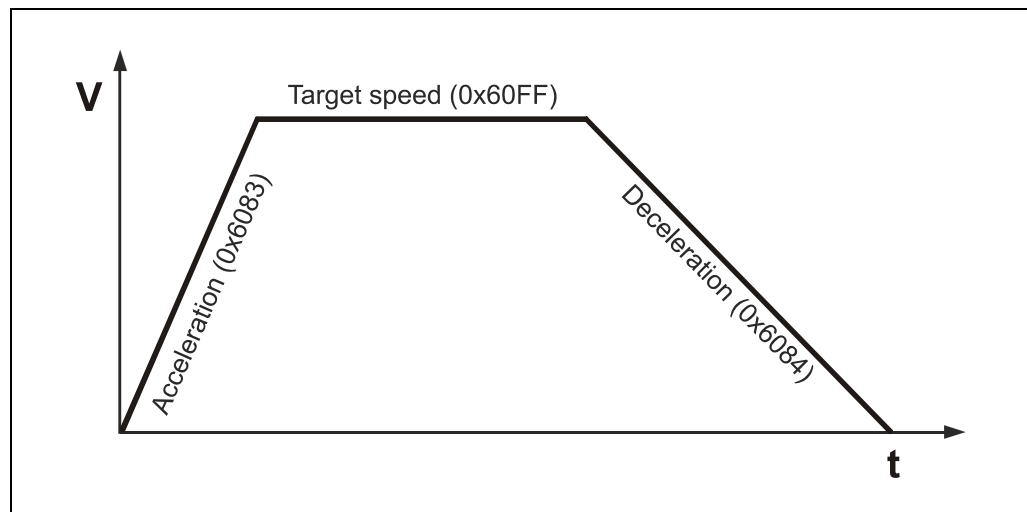 V
Target speed (0x60FF)
Acceleration (0x6083)
Deceleration (0x6084)
t